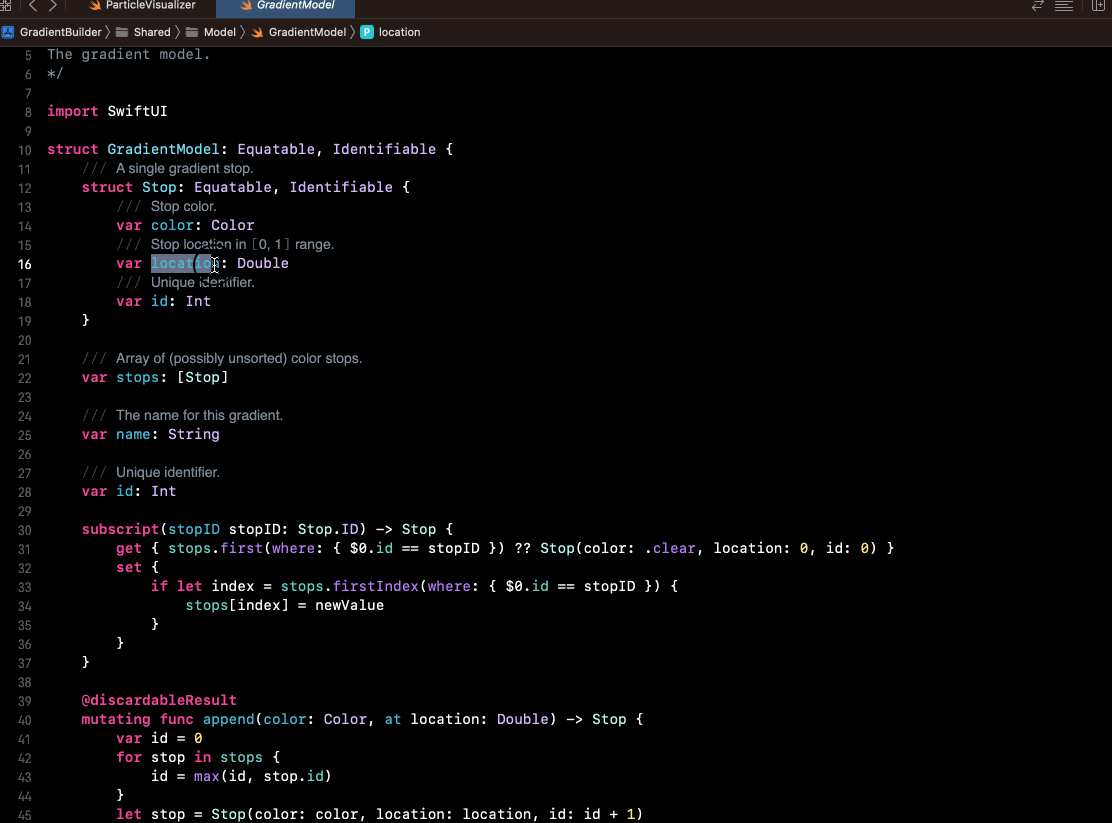 ParticleVisualizer
GradientModel
GradientBuilder Shared Model GradientModel P location
5 The gradient model.
6 */
7
8 import SwiftUI
9
10 struct GradientModel: Equatable, Identifiable {
11 /// A single gradient stop.
12 struct Stop: Equatable, Identifiable {
13 /// Stop color.
14 var color: Color
15 /// Stop location in [0, 1] range.
16 var location: Double
17 /// Unique identifier.
18 var id: Int
19 }
20
21 /// Array of (possibly unsorted) color stops.
22 var stops: [Stop]
23
24 /// The name for this gradient.
25 var name: String
26
27 /// Unique identifier.
28 var id: Int
29
30 subscript(stopID stopID: Stop.ID) -> Stop {
31 get { stops.first(where: { $0.id == stopID }) ?? Stop(color: .clear, location: 0, id: 0) }
32 set {
33 if let index = stops.firstIndex(where: { $0.id == stopID }) {
34 stops[index] = newValue
35 }
36 }
37 }
38
39 @discardableResult
40 mutating func append(color: Color, at location: Double) -> Stop {
41 var id = 0
42 for stop in stops {
43 id = max(id, stop.id)
44 }
45 let stop = Stop(color: color, location: location, id: id + 1)